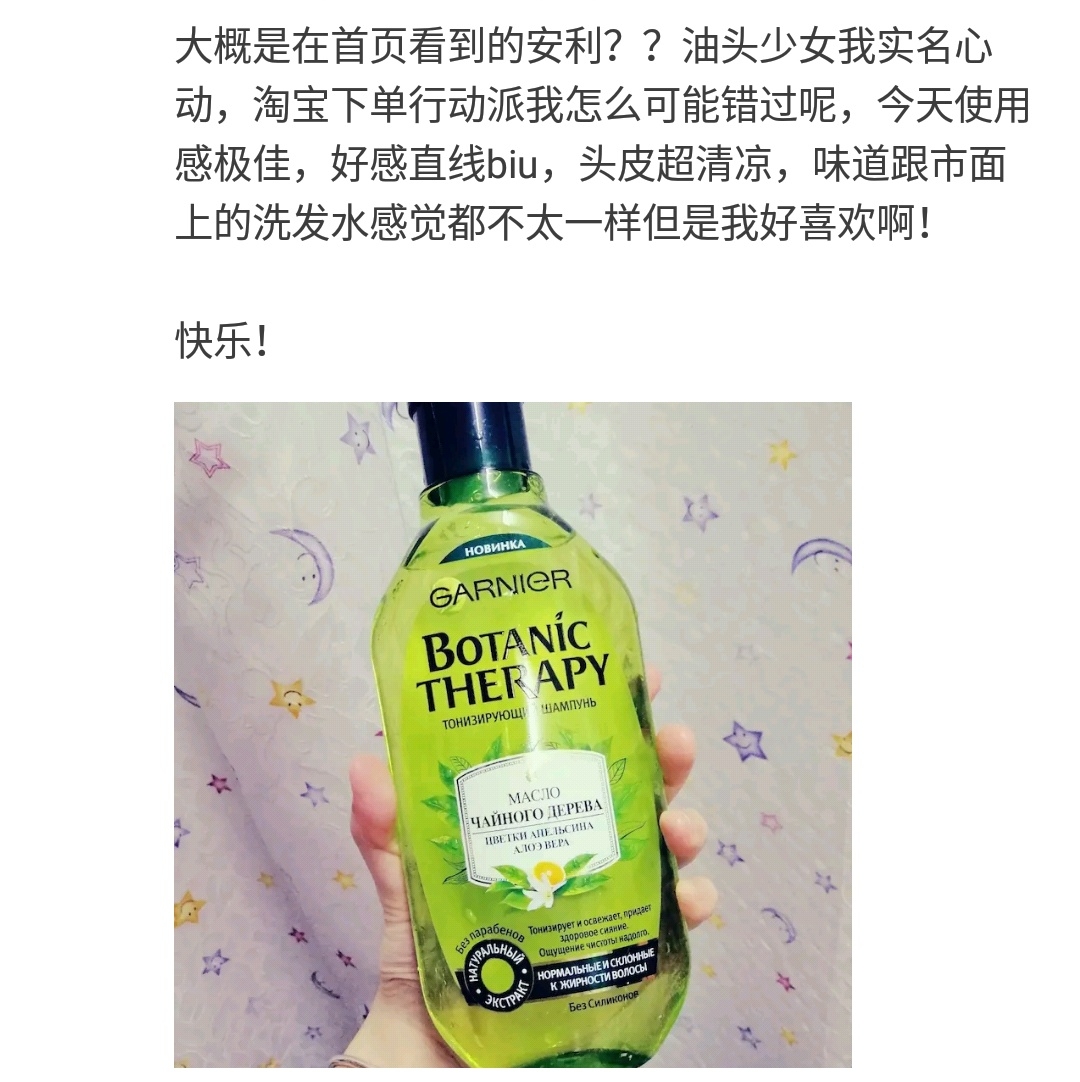 大概是在首页看到的安利？？油头少女我实名心
动，淘宝下单行动派我怎么可能错过呢，今天使用
感极佳，好感直线biu，头皮超清凉，味道跟市面
上的洗发水感觉都不太一样但是我好喜欢啊！
快乐！
НОВИНКА
GARNIER
BOTANIC
THERAPY
ТОНИЗИРУЮЩИЙ ШАМПУНЬ
МАСЛО
ЧАЙНОГО ДЕРЕВА
ЦВЕТКИ АПЕЛЬСИНА
АЛОЭ ВЕРА
Без парабенов
НАТУРАЛЬНЫЙ
ЭКСТРАКТ
Тонизирует и освежает, придает
здоровое сияние.
Ощущение чистоты надолго.
НОРМАЛЬНЫЕ И СКЛОННЫЕ
К ЖИРНОСТИ ВОЛОСЫ
Без Силиконов